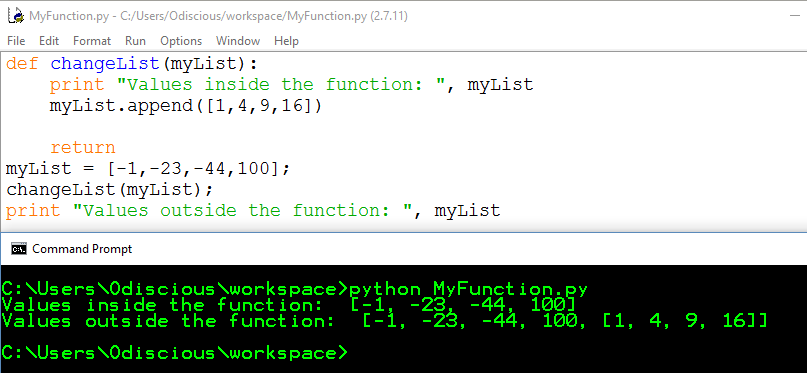 MyFunction.py - C:/Users/Odiscious/workspace/MyFunction.py (2.7.11)
File Edit Format Run Options Window Help
def changeList(myList):
    print "Values inside the function: ", myList
    myList.append([1,4,9,16])
    return
myList = [-1,-23,-44,100];
changeList(myList);
print "Values outside the function: ", myList
C:\. Command Prompt
C:\Users\Odiscious\workspace>python MyFunction.py
Values inside the function:  [-1, -23, -44, 100]
Values outside the function:  [-1, -23, -44, 100, [1, 4, 9, 16]]
C:\Users\Odiscious\workspace>